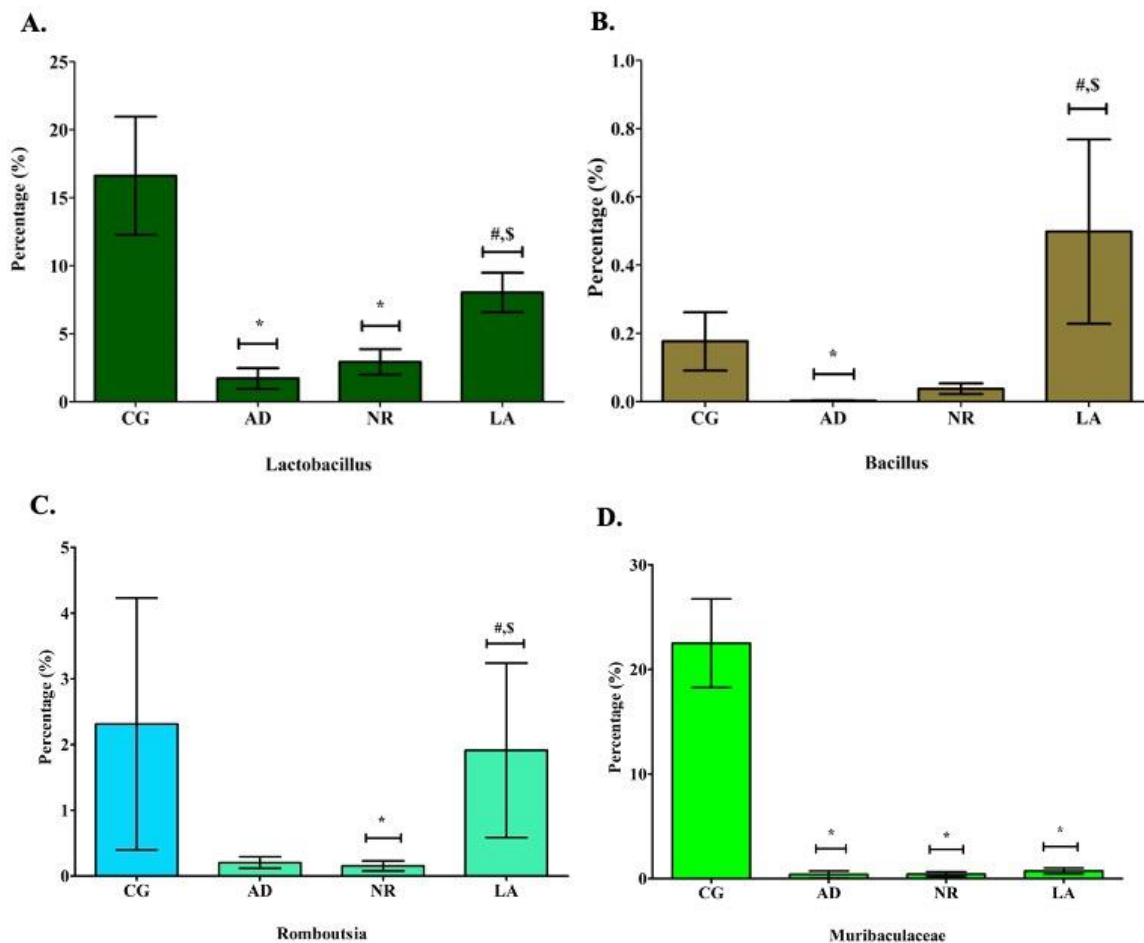 A.
Percentage (%)
25
20
15
10
5
0
*
*
#,$
CG AD NR LA
Lactobacillus
B.
Percentage (%)
1.0
0.8
0.6
0.4
0.2
0.0
*
#,$
CG AD NR LA
Bacillus
C.
Percentage (%)
5
4
3
2
1
0
*
#,$
CG AD NR LA
Romboutsia
D.
Percentage (%)
30
20
10
0
*
*
*
CG AD NR LA
Muribaculaceae